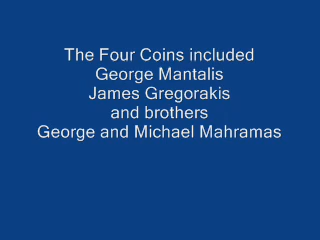 The Four Coins included
George Mantalis
James Gregorakis
and brothers
George and Michael Mahramas